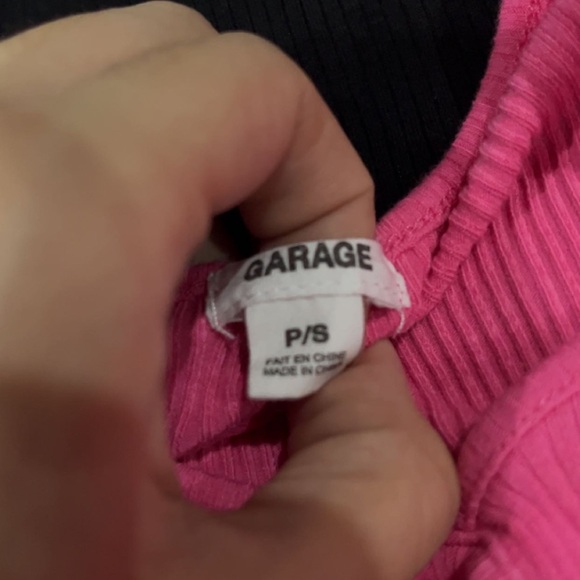 GARAGE
P/S
FAIT EN CHINE
MADE IN CHINA